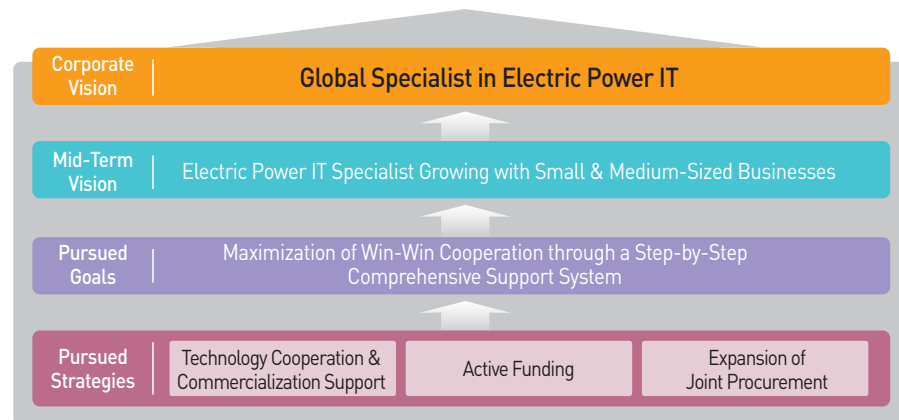 Corporate
Vision
Global Specialist in Electric Power IT
Mid-Term
Vision
Electric Power IT Specialist Growing with Small & Medium-Sized Businesses
Pursued
Goals
Maximization of Win-Win Cooperation through a Step-by-Step
Comprehensive Support System
Pursued
Strategies
Technology Cooperation &
Commercialization Support
Active Funding
Expansion of
Joint Procurement